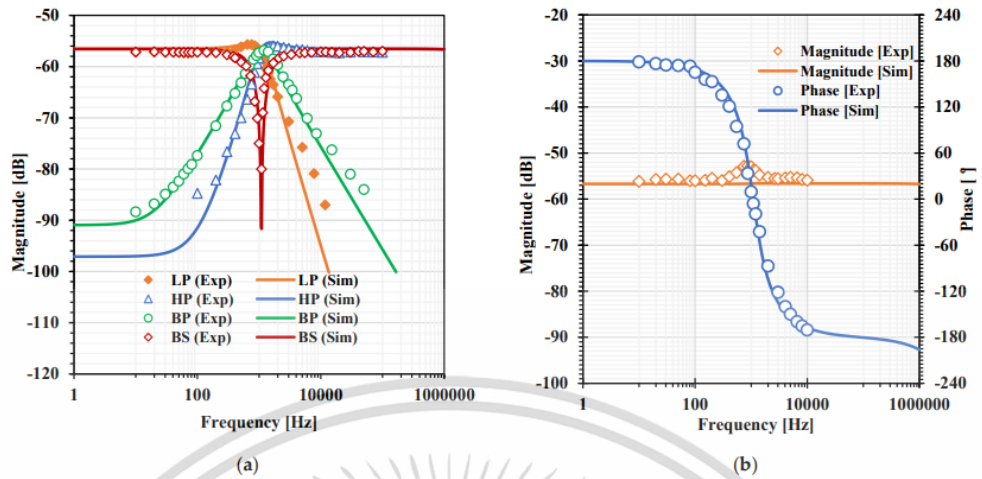 -50
-60
-70
-80
-90
-100
-110
-120
Magnitude [dB]
LP (Exp) LP (Sim)
HP (Exp) HP (Sim)
BP (Exp) BP (Sim)
BS (Exp) BS (Sim)
1 100 10000 1000000
Frequency [Hz]
(a)
-20
-30
-40
-50
-60
-70
-80
-90
-100
Magnitude [dB]
Magnitude [Exp]
Magnitude [Sim]
Phase [Exp]
Phase [Sim]
240
180
120
60
0
-60
-120
-180
-240
Phase [°]
1 100 10000 1000000
Frequency [Hz]
(b)